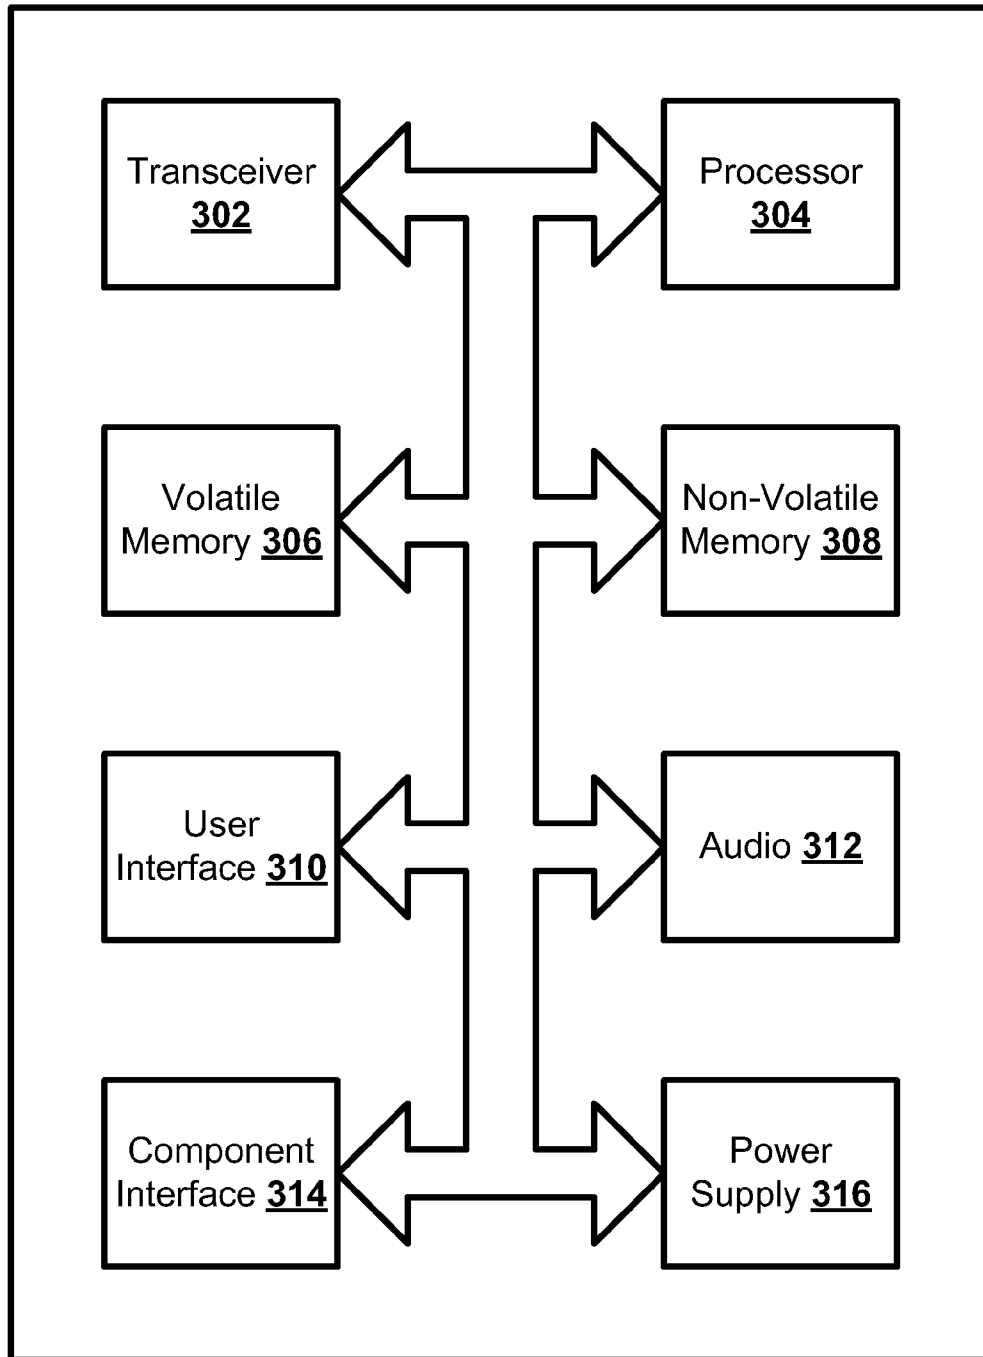 Transceiver
302
Processor
304
Volatile
Memory 306
Non-Volatile
Memory 308
User
Interface 310
Audio 312
Component
Interface 314
Power
Supply 316